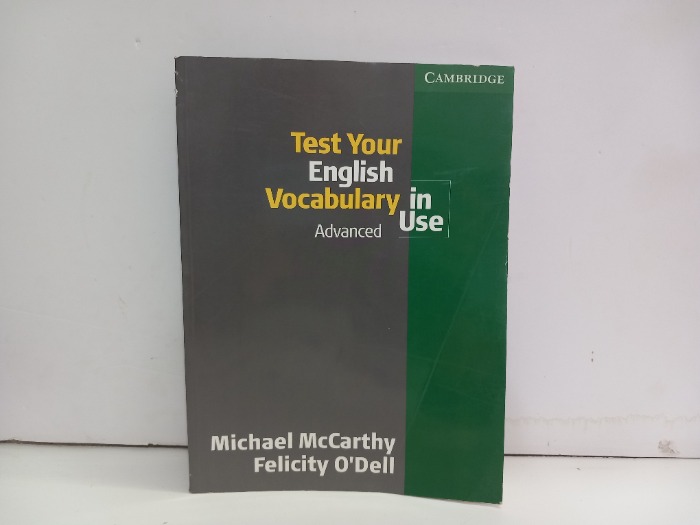 CAMBRIDGE
Test Your
English
Vocabulary in
Use
Advanced
Michael McCarthy
Felicity O'Dell